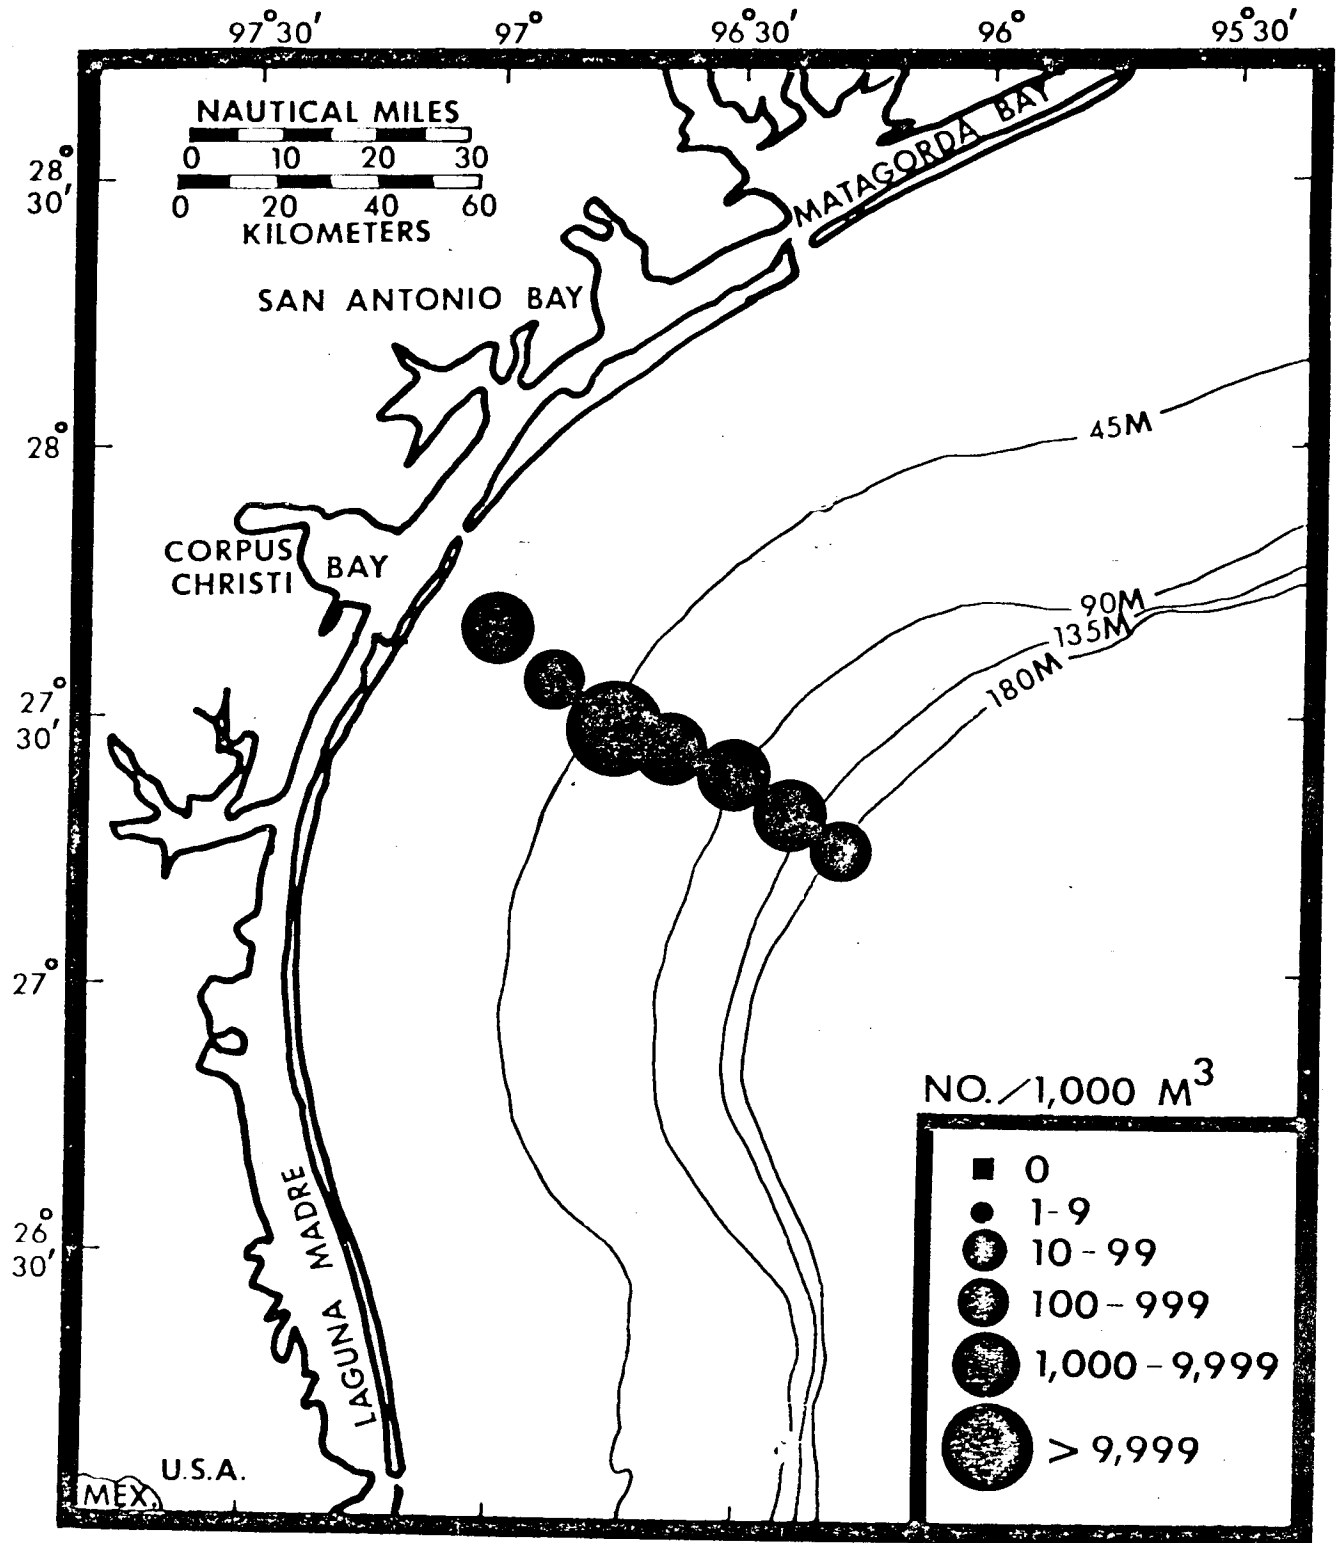 97°30′ 97° 96°30′ 96° 95°30′
NAUTICAL MILES
0 10 20 30
0 20 40 60
KILOMETERS
28°
30′
MATAGORDA BAY
SAN ANTONIO BAY
28°
45M
CORPUS
CHRISTI
BAY
90M
135M
180M
27°
30′
27°
NO./1,000 M³
0
1-9
10-99
100-999
1,000-9,999
> 9,999
26°
30′
LAGUNA MADRE
U.S.A.
MEX.